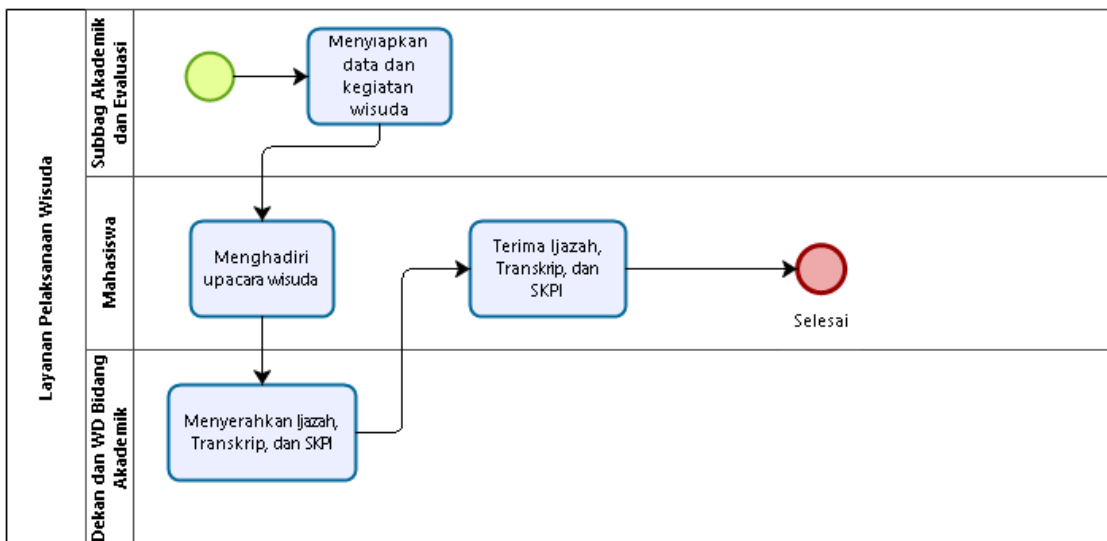 Layanan Pelaksanaan Wisuda
Subbag Akademik
dan Evaluasi
Menyiapkan
data dan
kegiatan
wisuda
Mahasiswa
Menghadiri
upacara wisuda
Terima Ijazah,
Transkrip, dan
SKPI
Selesai
Dekan dan WD Bidang
Akademik
Menyerahkan Ijazah,
Transkrip, dan SKPI